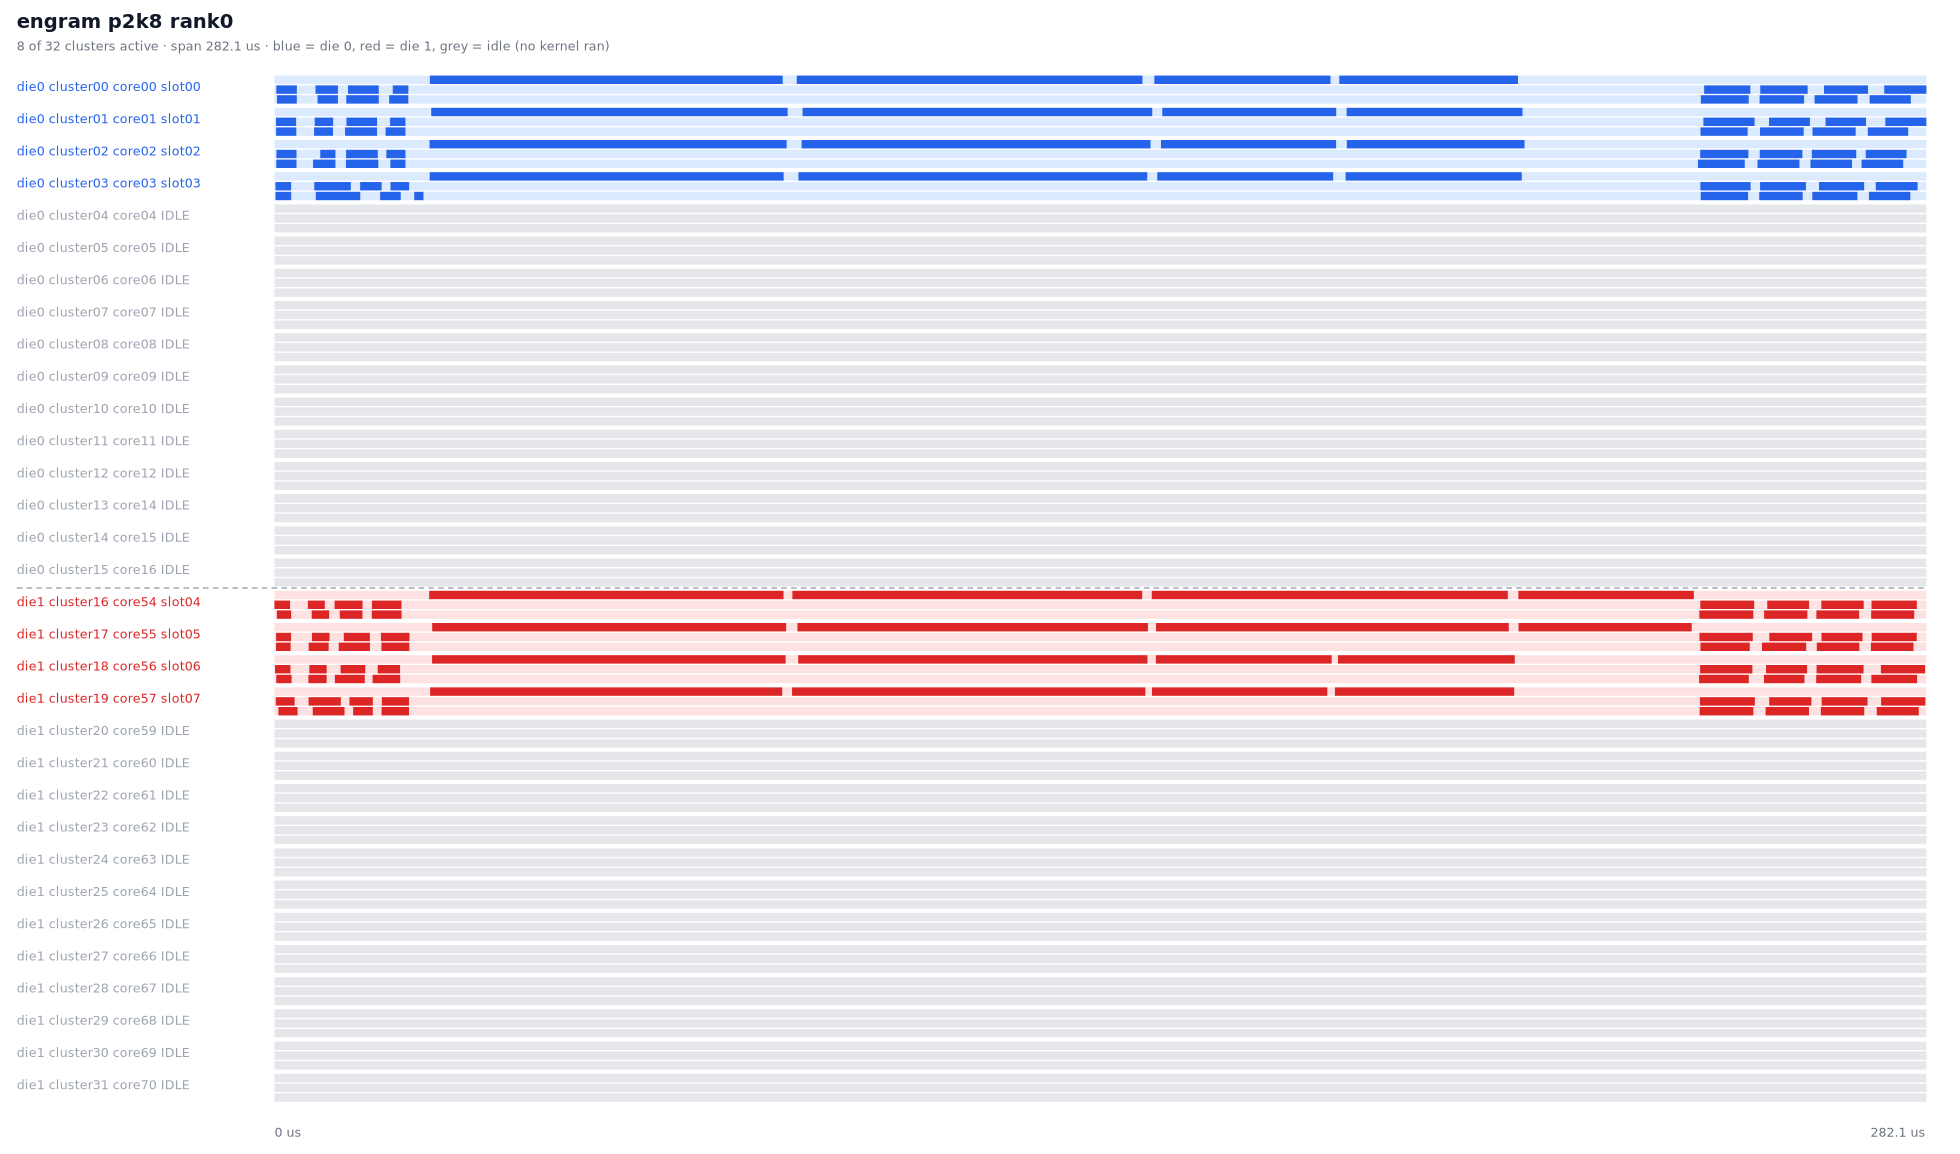 engram p2k8 rank0
8 of 32 clusters active · span 282.1 us · blue = die 0, red = die 1, grey = idle (no kernel ran)
die0 cluster00 core00 slot00
die0 cluster01 core01 slot01
die0 cluster02 core02 slot02
die0 cluster03 core03 slot03
die0 cluster04 core04 IDLE
die0 cluster05 core05 IDLE
die0 cluster06 core06 IDLE
die0 cluster07 core07 IDLE
die0 cluster08 core08 IDLE
die0 cluster09 core09 IDLE
die0 cluster10 core10 IDLE
die0 cluster11 core11 IDLE
die0 cluster12 core12 IDLE
die0 cluster13 core14 IDLE
die0 cluster14 core15 IDLE
die0 cluster15 core16 IDLE
die1 cluster16 core54 slot04
die1 cluster17 core55 slot05
die1 cluster18 core56 slot06
die1 cluster19 core57 slot07
die1 cluster20 core59 IDLE
die1 cluster21 core60 IDLE
die1 cluster22 core61 IDLE
die1 cluster23 core62 IDLE
die1 cluster24 core63 IDLE
die1 cluster25 core64 IDLE
die1 cluster26 core65 IDLE
die1 cluster27 core66 IDLE
die1 cluster28 core67 IDLE
die1 cluster29 core68 IDLE
die1 cluster30 core69 IDLE
die1 cluster31 core70 IDLE
0 us
282.1 us